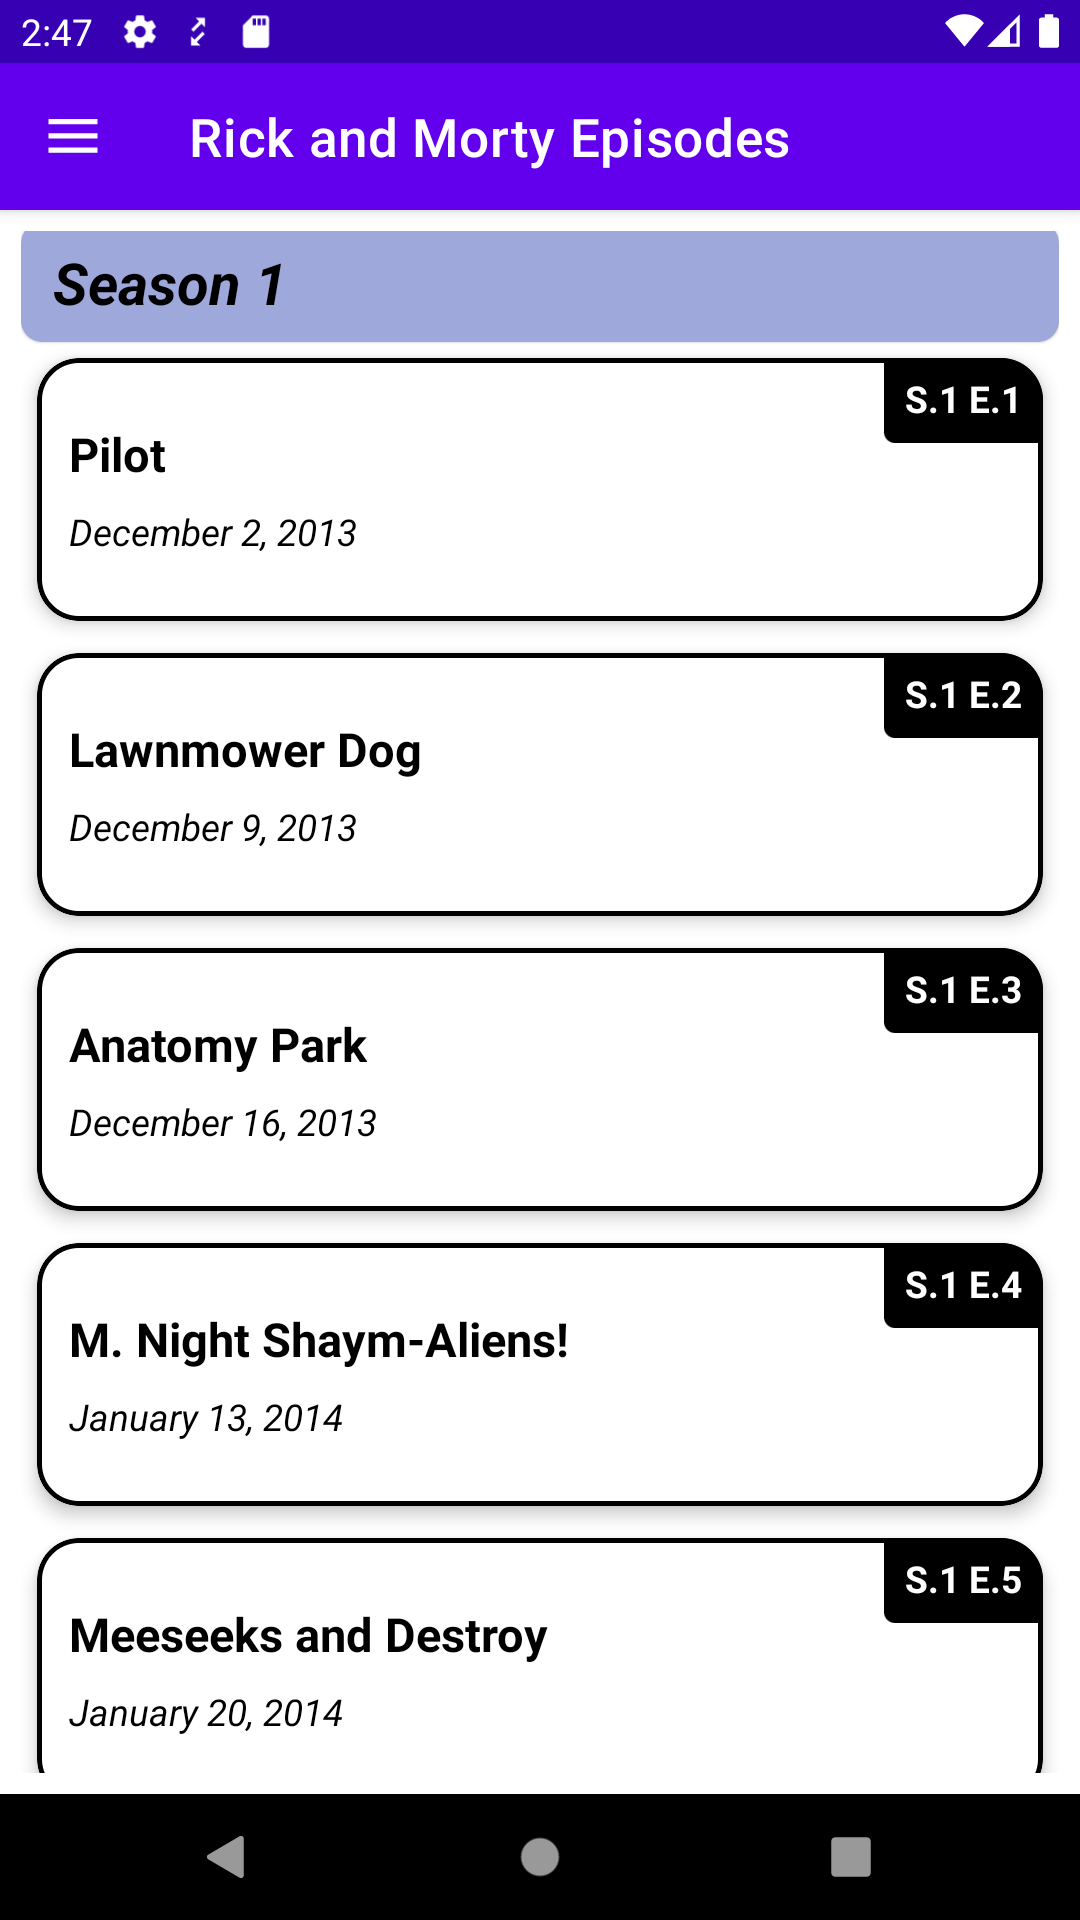 2:47
Rick and Morty Episodes
Season 1
S.1 E.1
Pilot
December 2, 2013
S.1 E.2
Lawnmower Dog
December 9, 2013
S.1 E.3
Anatomy Park
December 16, 2013
S.1 E.4
M. Night Shaym-Aliens!
January 13, 2014
S.1 E.5
Meeseeks and Destroy
January 20, 2014